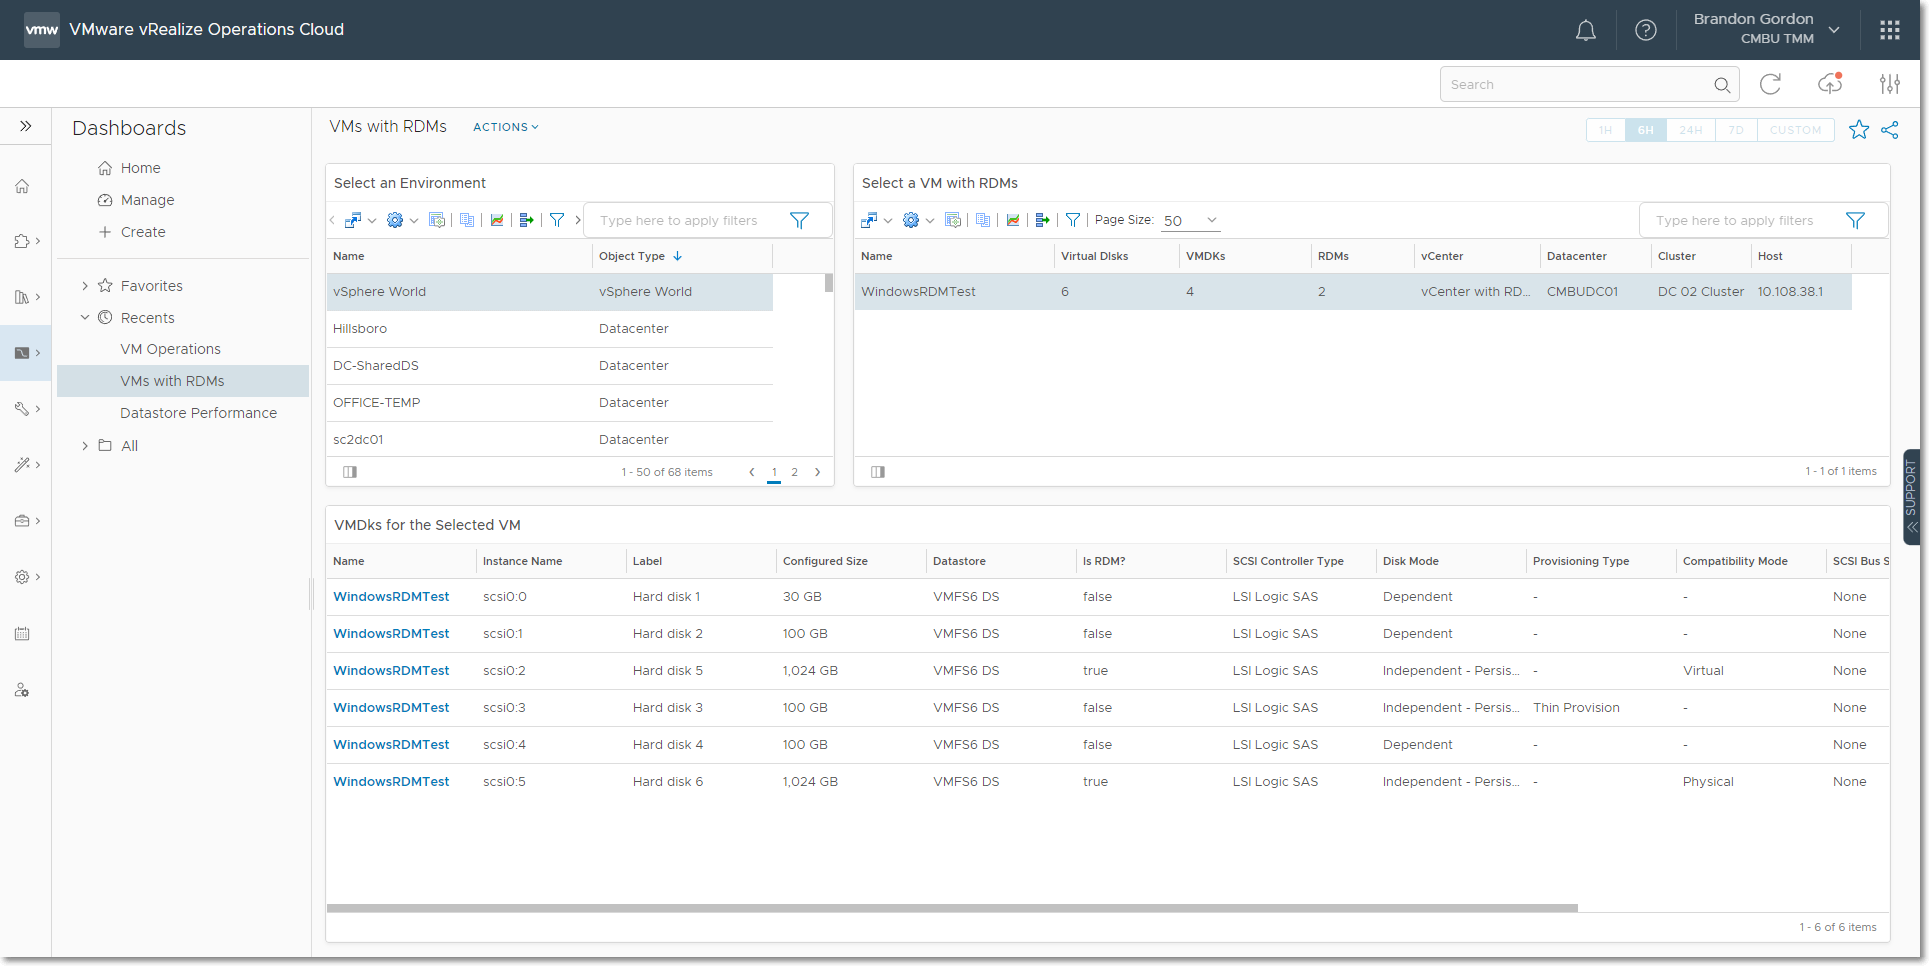 vmw VMware vRealize Operations Cloud
Brandon Gordon
CMBU TMM
Search
Dashboards
Home
Manage
Create
Favorites
Recents
VM Operations
VMs with RDMs
Datastore Performance
All
VMs with RDMs ACTIONS
1H 6H 24H 7D CUSTOM
Select an Environment
Type here to apply filters
Name Object Type
vSphere World vSphere World
Hillsboro Datacenter
DC-SharedDS Datacenter
OFFICE-TEMP Datacenter
sc2dc01 Datacenter
1 - 50 of 68 items 1 2
Select a VM with RDMs
Page Size: 50 Type here to apply filters
Name Virtual DIsks VMDKs RDMs vCenter Datacenter Cluster Host
WindowsRDMTest 6 4 2 vCenter with RD... CMBUDC01 DC 02 Cluster 10.108.38.1
1 - 1 of 1 items
SUPPORT
VMDks for the Selected VM
Name Instance Name Label Configured Size Datastore Is RDM? SCSI Controller Type Disk Mode Provisioning Type Compatibility Mode SCSI Bus S
WindowsRDMTest scsi0:0 Hard disk 1 30 GB VMFS6 DS false LSI Logic SAS Dependent - - None
WindowsRDMTest scsi0:1 Hard disk 2 100 GB VMFS6 DS false LSI Logic SAS Dependent - - None
WindowsRDMTest scsi0:2 Hard disk 5 1,024 GB VMFS6 DS true LSI Logic SAS Independent - Persis... - Virtual None
WindowsRDMTest scsi0:3 Hard disk 3 100 GB VMFS6 DS false LSI Logic SAS Independent - Persis... Thin Provision - None
WindowsRDMTest scsi0:4 Hard disk 4 100 GB VMFS6 DS false LSI Logic SAS Dependent - - None
WindowsRDMTest scsi0:5 Hard disk 6 1,024 GB VMFS6 DS true LSI Logic SAS Independent - Persis... - Physical None
1 - 6 of 6 items